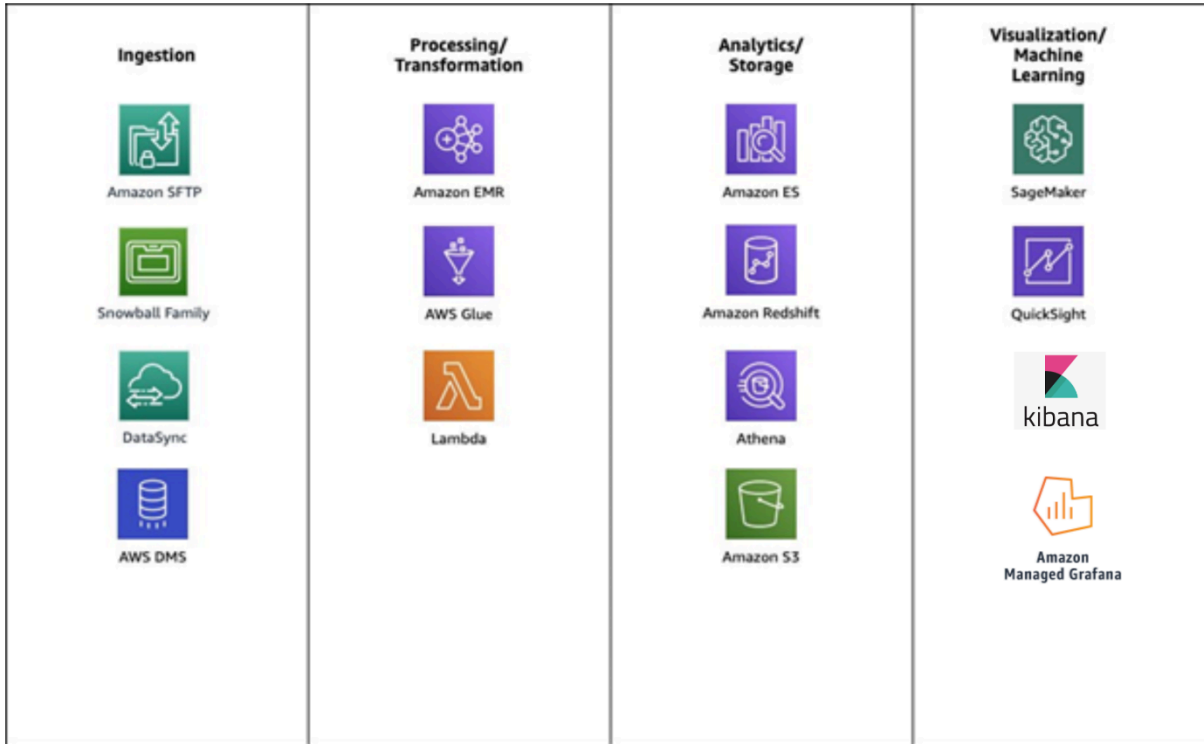 Ingestion
Amazon SFTP
Snowball Family
DataSync
AWS DMS
Processing/
Transformation
Amazon EMR
AWS Glue
Lambda
Analytics/
Storage
Amazon ES
Amazon Redshift
Athena
Amazon S3
Visualization/
Machine
Learning
SageMaker
QuickSight
kibana
Amazon
Managed Grafana